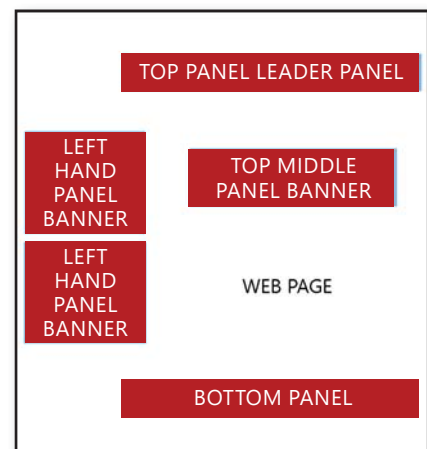 TOP PANEL LEADER PANEL
LEFT
HAND
PANEL
BANNER
TOP MIDDLE
PANEL BANNER
LEFT
HAND
PANEL
BANNER
WEB PAGE
BOTTOM PANEL